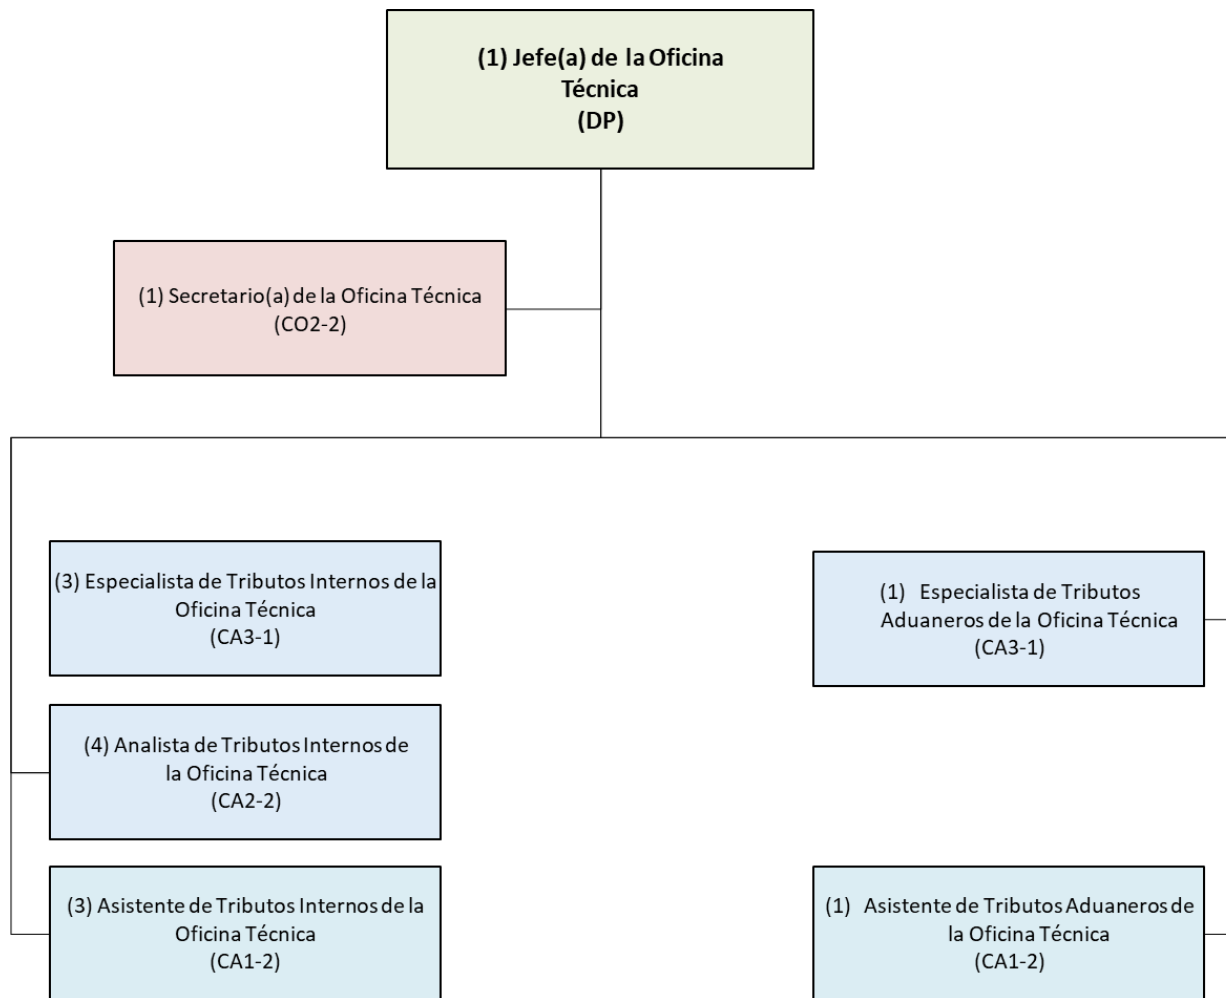 (1) Jefe(a) de la Oficina
Técnica
(DP)
(1) Secretario(a) de la Oficina Técnica
(CO2-2)
(3) Especialista de Tributos Internos de la
Oficina Técnica
(CA3-1)
(1) Especialista de Tributos
Aduaneros de la Oficina Técnica
(CA3-1)
(4) Analista de Tributos Internos de
la Oficina Técnica
(CA2-2)
(3) Asistente de Tributos Internos de la
Oficina Técnica
(CA1-2)
(1) Asistente de Tributos Aduaneros de
la Oficina Técnica
(CA1-2)